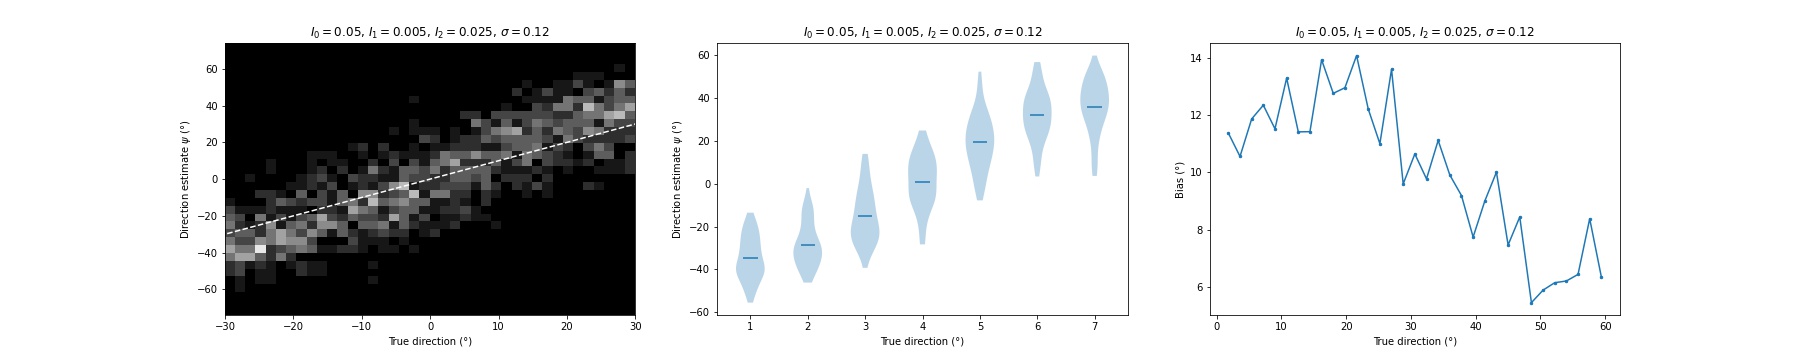 I₀ = 0.05, I₁ = 0.005, I₂ = 0.025, σ = 0.12
60
40
20
0
−20
−40
−60
Direction estimate ψ (°)
−30 −20 −10 0 10 20 30
True direction (°)
I₀ = 0.05, I₁ = 0.005, I₂ = 0.025, σ = 0.12
60
40
20
0
−20
−40
−60
Direction estimate ψ (°)
1 2 3 4 5 6 7
True direction (°)
I₀ = 0.05, I₁ = 0.005, I₂ = 0.025, σ = 0.12
14
12
10
8
6
Bias (°)
0 10 20 30 40 50 60
True direction (°)